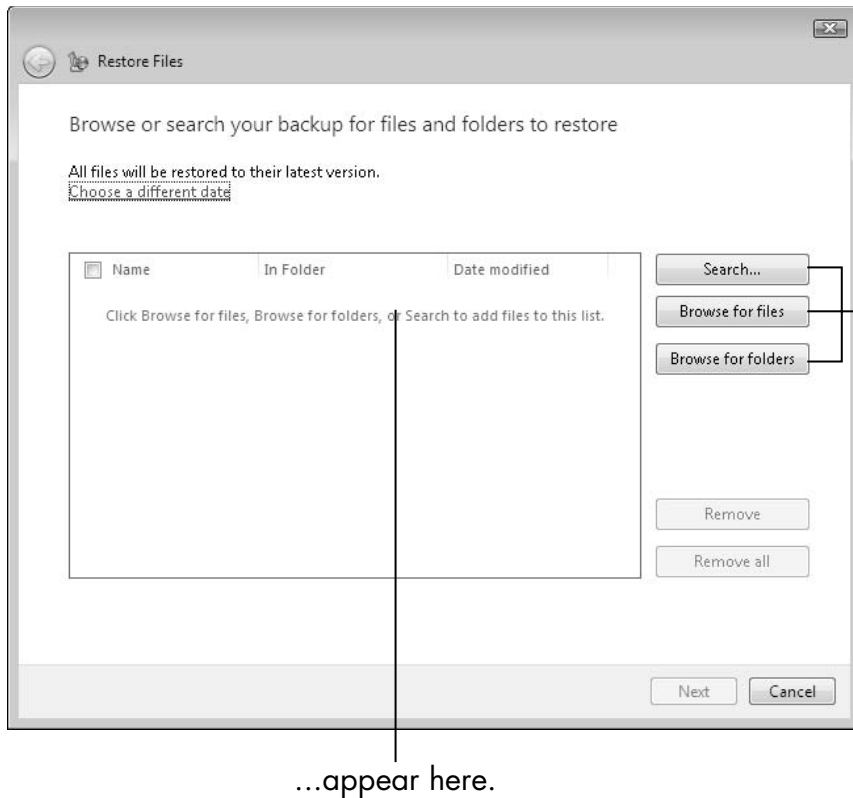 Restore Files
Browse or search your backup for files and folders to restore
All files will be restored to their latest version.
Choose a different date
Name In Folder Date modified
Click Browse for files, Browse for folders, or Search to add files to this list.
Search...
Browse for files
Browse for folders
Remove
Remove all
Next Cancel
...appear here.